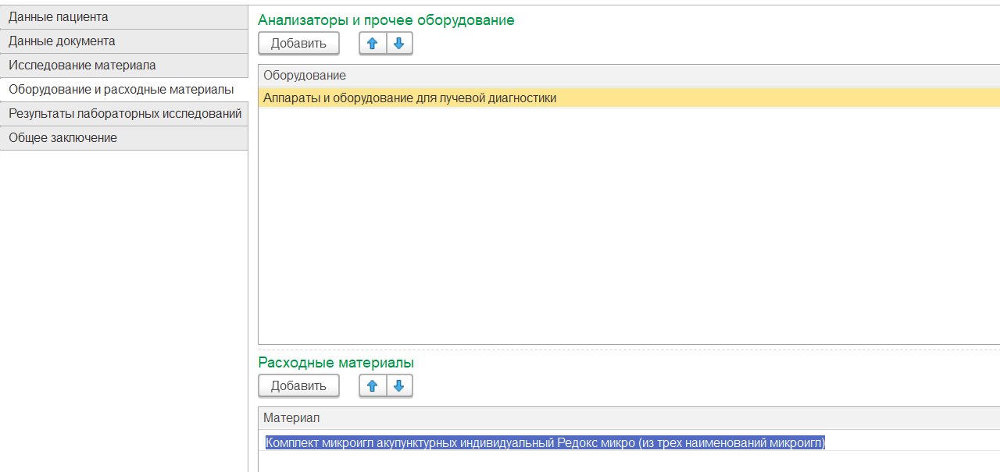 Данные пациента
Данные документа
Исследование материала
Оборудование и расходные материалы
Результаты лабораторных исследований
Общее заключение
Анализаторы и прочее оборудование
Добавить
Оборудование
Аппараты и оборудование для лучевой диагностики
Расходные материалы
Добавить
Материал
Комплект микроигл акупунктурных индивидуальный Редокс микро (из трех наименований микроигл)